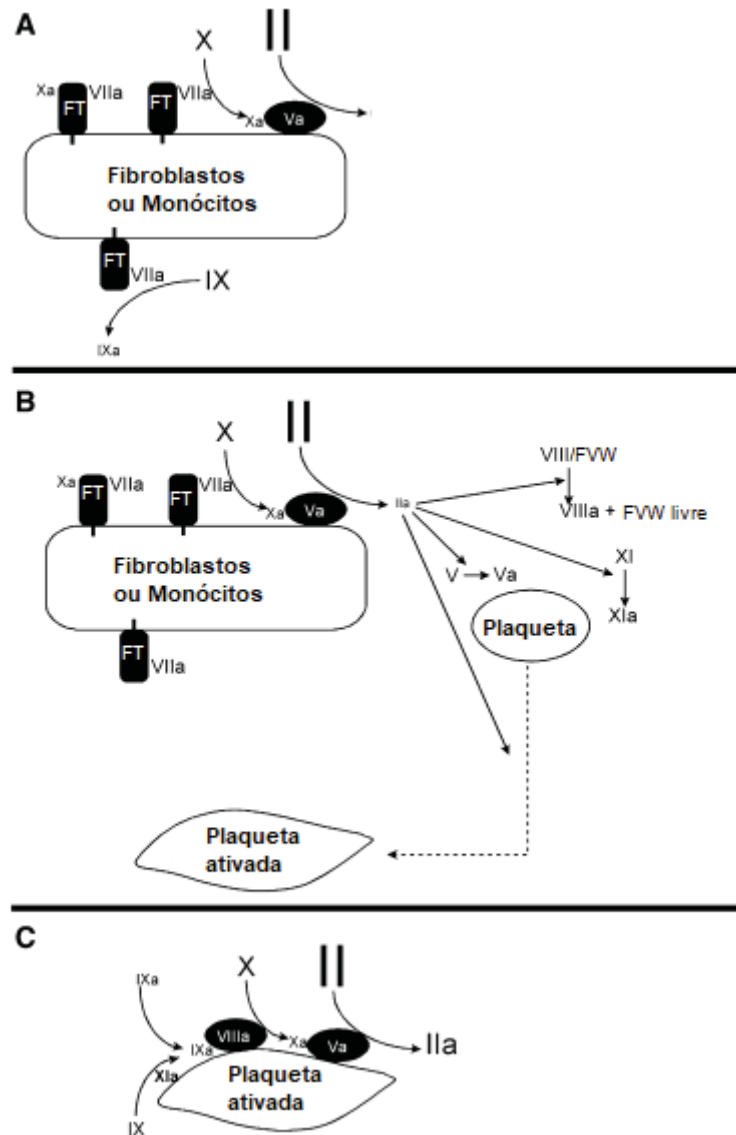 A
X
II
Xa
FT
VIIa
FT
VIIa
Xa
Va
Fibroblastos
ou Monócitos
FT
VIIa
IX
IXa
B
X
II
Xa
FT
VIIa
FT
VIIa
Xa
Va
IIa
VIII/FVW
VIIIa + FVW livre
XI
XIa
V
Va
Fibroblastos
ou Monócitos
Plaqueta
FT
VIIa
Plaqueta
ativada
C
IXa
X
II
VIIIa
IXa
Xa
Va
IIa
XIa
Plaqueta
ativada
IX